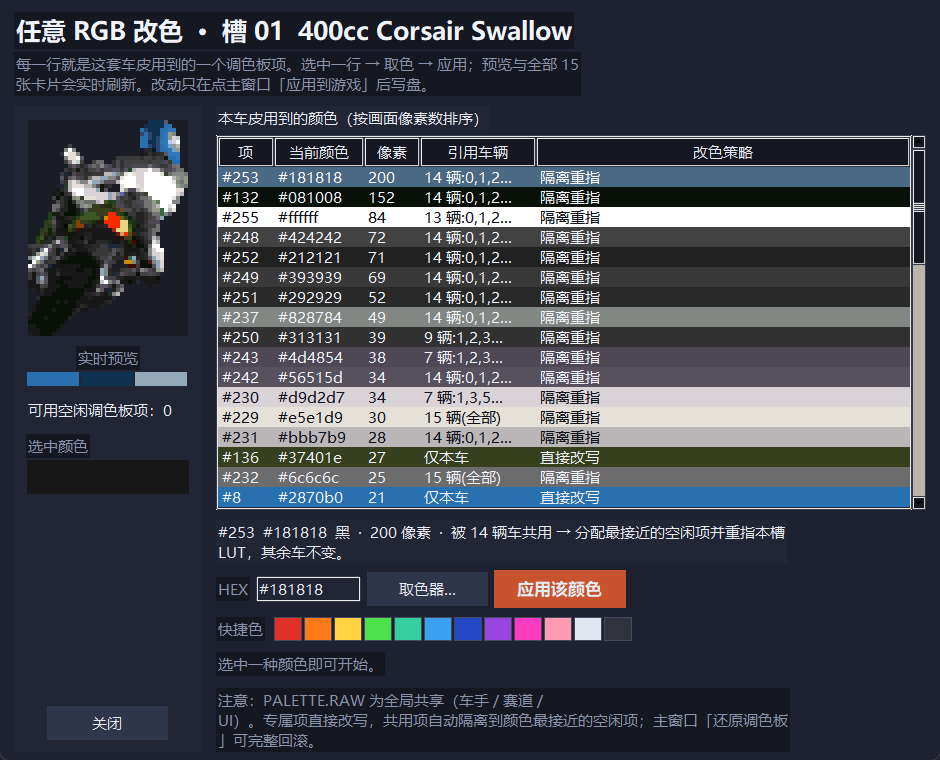 任意 RGB 改色 · 槽 01 400cc Corsair Swallow
每一行就是这套车皮用到的一个调色板项。选中一行 → 取色 → 应用；预览与全部 15
张卡片会实时刷新。改动只在点主窗口「应用到游戏」后写盘。
本车皮用到的颜色（按画面像素数排序）
项 当前颜色 像素 引用车辆 改色策略
#253 #181818 200 14 辆:0,1,2... 隔离重指
#132 #081008 152 14 辆:0,1,2... 隔离重指
#255 #ffffff 84 13 辆:0,1,2... 隔离重指
#248 #424242 72 14 辆:0,1,2... 隔离重指
#252 #212121 71 14 辆:0,1,2... 隔离重指
#249 #393939 69 14 辆:0,1,2... 隔离重指
#251 #292929 52 14 辆:0,1,2... 隔离重指
#237 #828784 49 14 辆:0,1,2... 隔离重指
#250 #313131 39 9 辆:1,2,3... 隔离重指
#243 #4d4854 38 7 辆:1,2,3... 隔离重指
#242 #56515d 34 14 辆:0,1,2... 隔离重指
#230 #d9d2d7 34 7 辆:1,3,5... 隔离重指
#229 #e5e1d9 30 15 辆(全部) 隔离重指
#231 #bbb7b9 28 14 辆:0,1,2... 隔离重指
#136 #37401e 27 仅本车 直接改写
#232 #6c6c6c 25 15 辆(全部) 隔离重指
#8 #2870b0 21 仅本车 直接改写
实时预览
可用空闲调色板项：0
选中颜色
#253 #181818 黑 · 200 像素 · 被 14 辆车共用 → 分配最接近的空闲项并重指本槽
LUT，其余车不变。
HEX #181818 取色器... 应用该颜色
快捷色
选中一种颜色即可开始。
注意：PALETTE.RAW 为全局共享（车手 / 赛道 /
UI）。专属项直接改写，共用项自动隔离到颜色最接近的空闲项；主窗口「还原调色板
」可完整回滚。
关闭